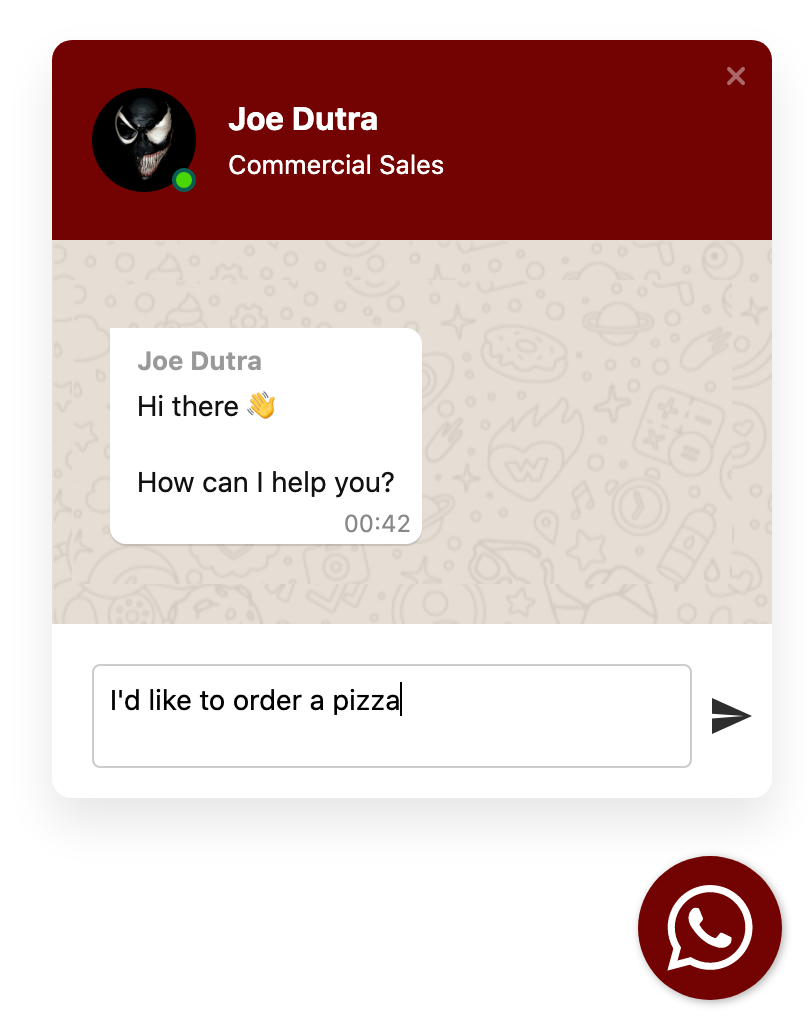 Joe Dutra
Commercial Sales
Joe Dutra
Hi there 👋
How can I help you?
00:42
I'd like to order a pizza